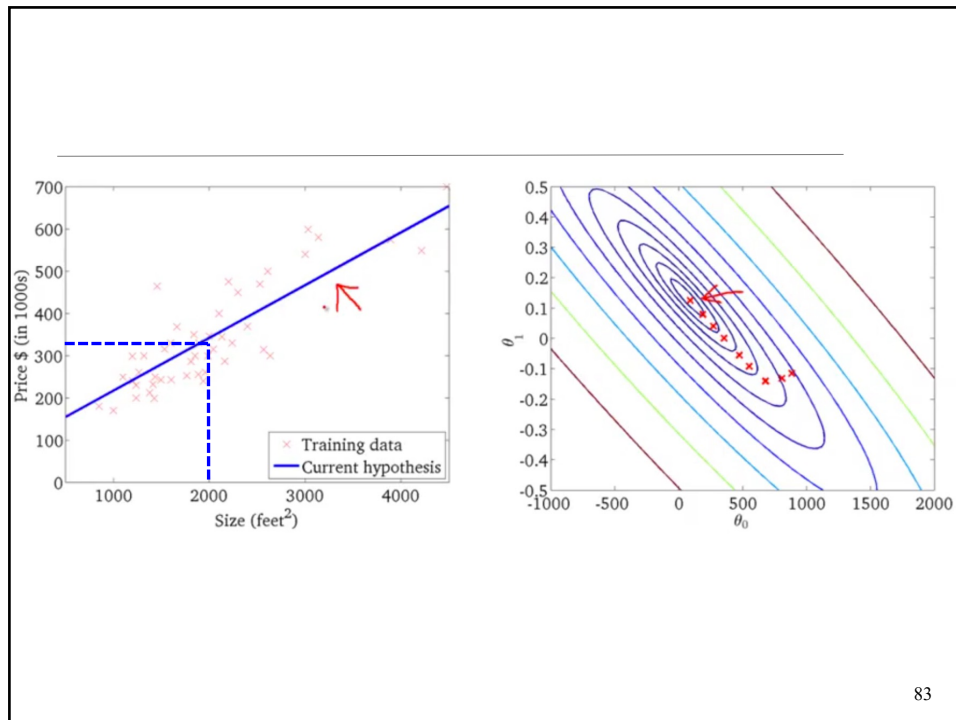 700
600
500
400
300
200
100
0
Price $ (in 1000s)
Training data
Current hypothesis
1000 2000 3000 4000
Size (feet²)
0.5
0.4
0.3
0.2
0.1
0
-0.1
-0.2
-0.3
-0.4
-0.5
θ₁
-1000 -500 0 500 1000 1500 2000
θ₀
83